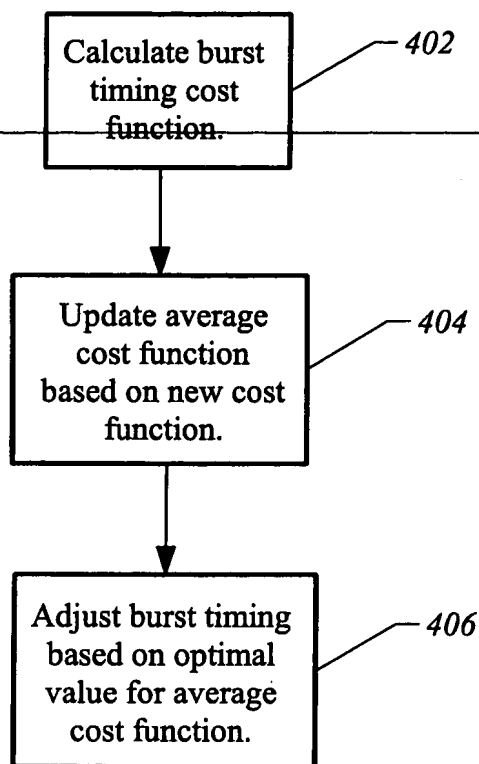 Calculate burst
timing cost
function.
402
Update average
cost function
based on new cost
function.
404
Adjust burst timing
based on optimal
value for average
cost function.
406